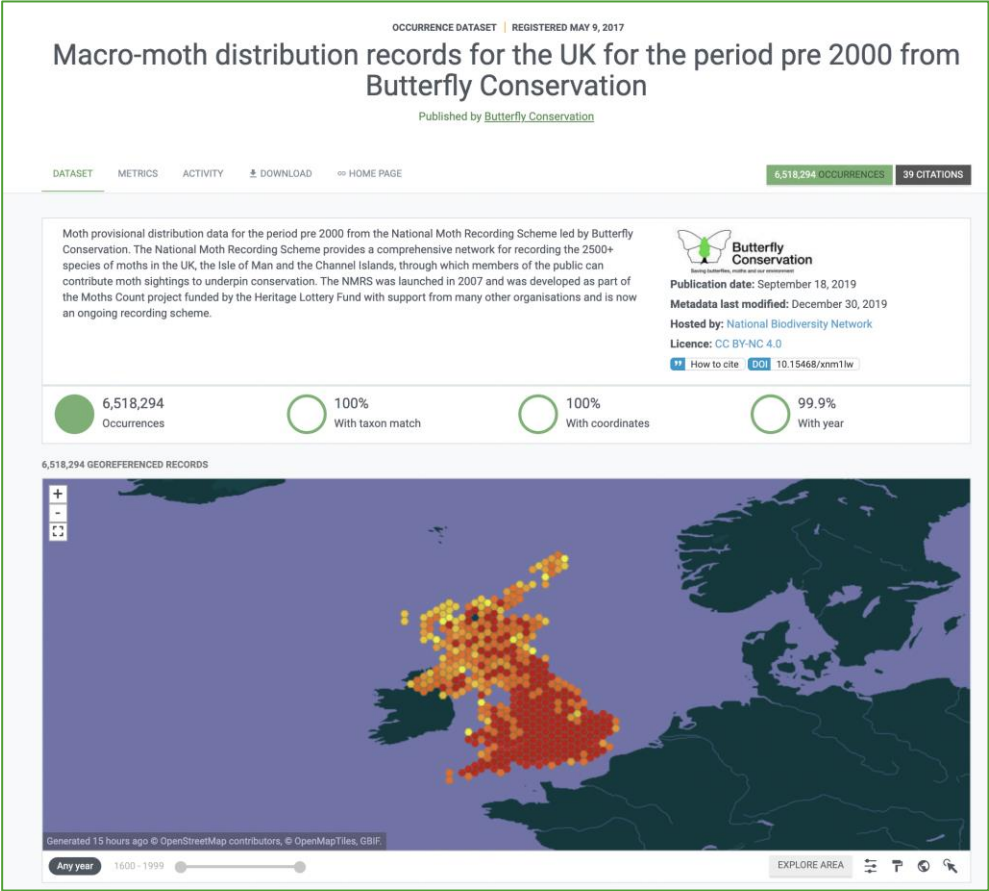 OCCURRENCE DATASET | REGISTERED MAY 9, 2017
Macro-moth distribution records for the UK for the period pre 2000 from
Butterfly Conservation
Published by Butterfly Conservation
DATASET METRICS ACTIVITY DOWNLOAD HOME PAGE 6,518,294 OCCURRENCES 39 CITATIONS
Moth provisional distribution data for the period pre 2000 from the National Moth Recording Scheme led by Butterfly
Conservation. The National Moth Recording Scheme provides a comprehensive network for recording the 2500+
species of moths in the UK, the Isle of Man and the Channel Islands, through which members of the public can
contribute moth sightings to underpin conservation. The NMRS was launched in 2007 and was developed as part of
the Moths Count project funded by the Heritage Lottery Fund with support from many other organisations and is now
an ongoing recording scheme.
Butterfly
Conservation
Saving butterflies, moths and our environment
Publication date: September 18, 2019
Metadata last modified: December 30, 2019
Hosted by: National Biodiversity Network
Licence: CC BY-NC 4.0
How to cite DOI 10.15468/xnm1lw
6,518,294
Occurrences
100%
With taxon match
100%
With coordinates
99.9%
With year
6,518,294 GEOREFERENCED RECORDS
+
-
Generated 15 hours ago © OpenStreetMap contributors, © OpenMapTiles, GBIF.
Any year 1600 - 1999 EXPLORE AREA